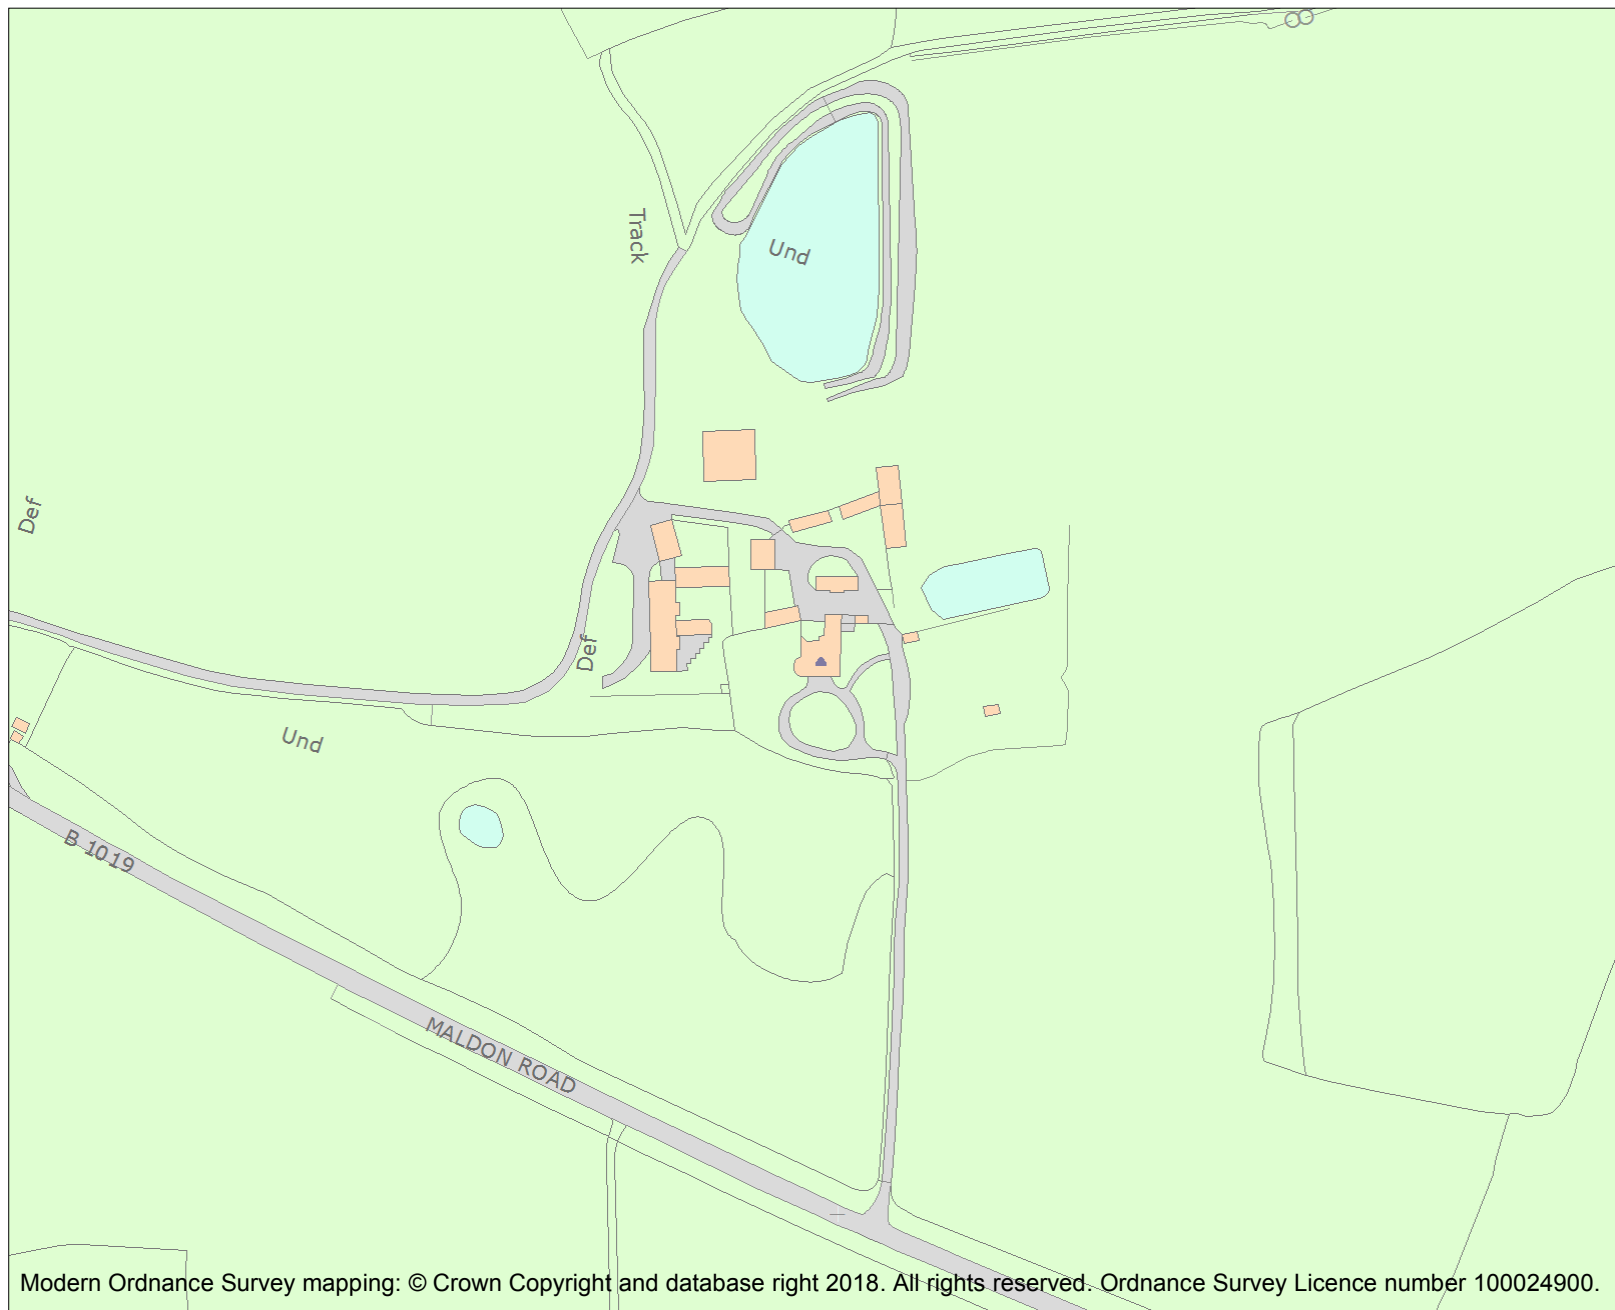 Track
Und
Def
Def
Und
B 1019
MALDON ROAD
Modern Ordnance Survey mapping: © Crown Copyright and database right 2018. All rights reserved. Ordnance Survey Licence number 100024900.